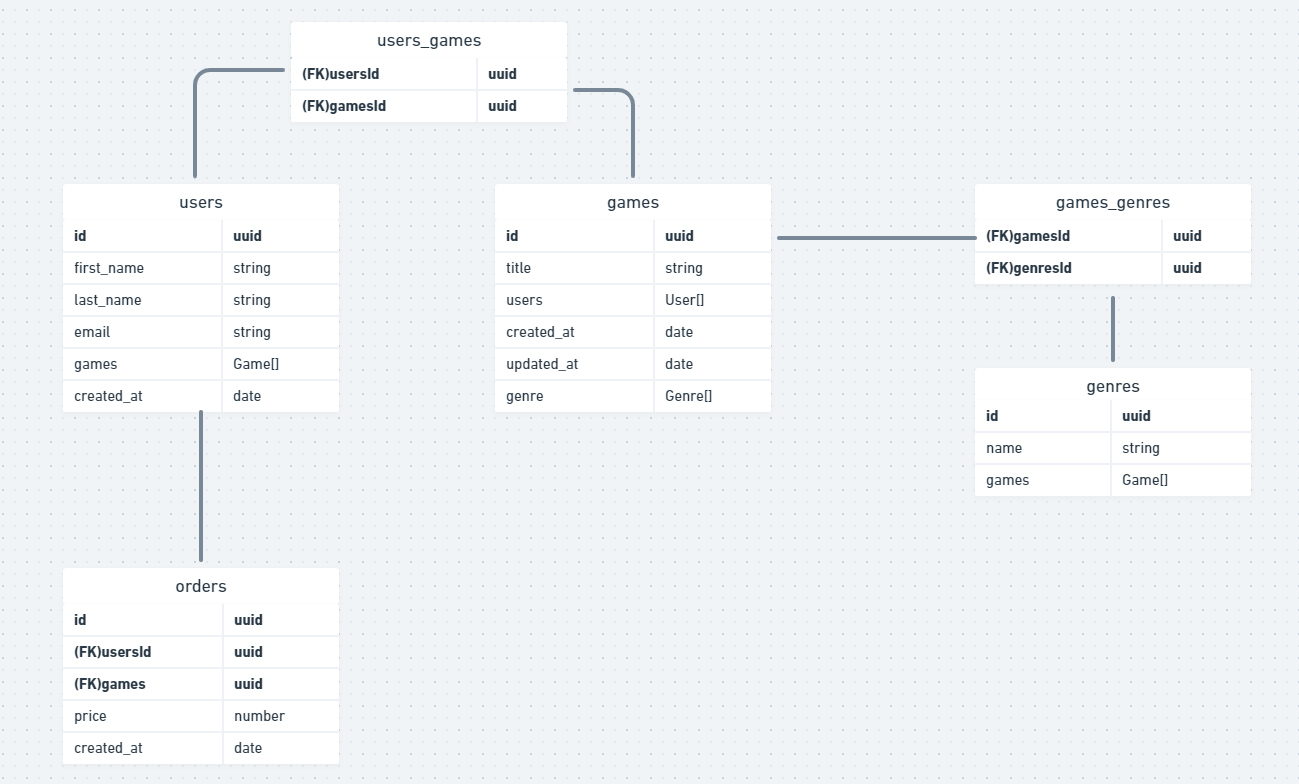 users_games
(FK)usersId uuid
(FK)gamesId uuid
users
id uuid
first_name string
last_name string
email string
games Game[]
created_at date
games
id uuid
title string
users User[]
created_at date
updated_at date
genre Genre[]
games_genres
(FK)gamesId uuid
(FK)genresId uuid
genres
id uuid
name string
games Game[]
orders
id uuid
(FK)usersId uuid
(FK)games uuid
price number
created_at date